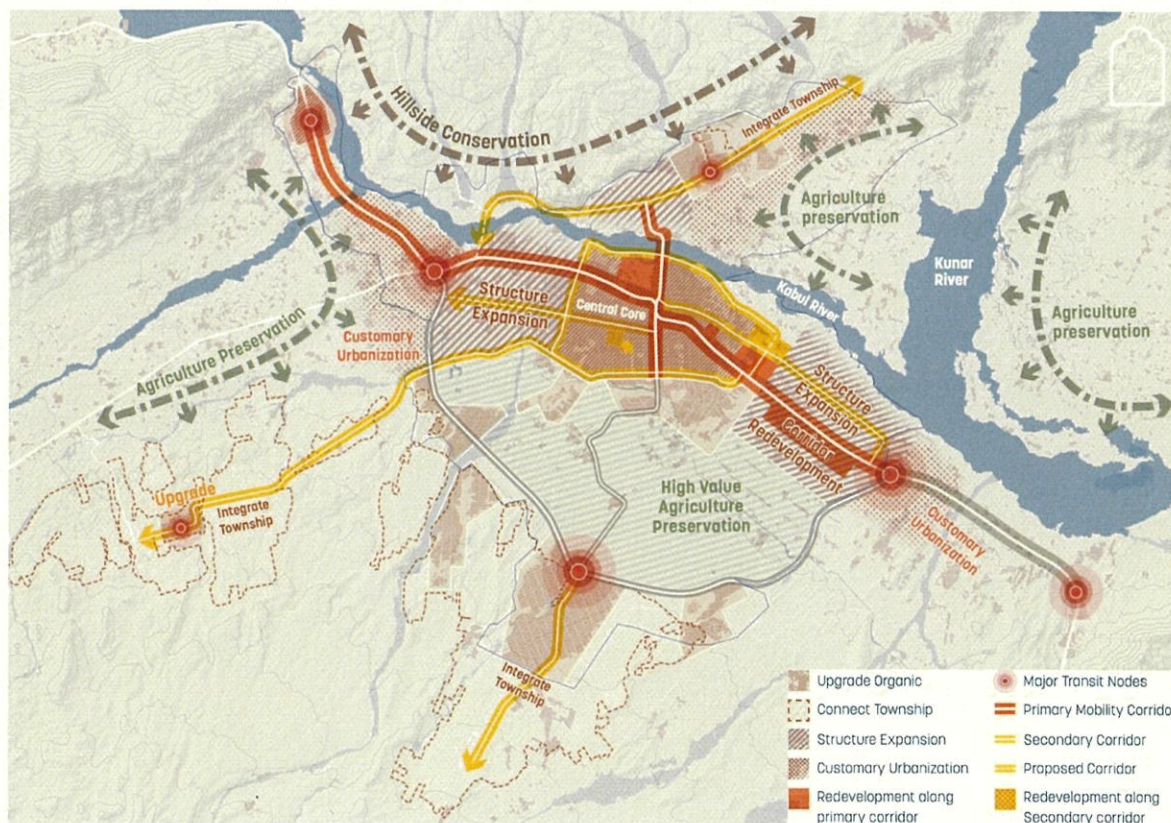 Hillside Conservation
Integrate Township
Agriculture
preservation
Kunar
River
Kabul River
Agriculture
preservation
Agriculture Preservation
Structure
Expansion
Central Core
Customary
Urbanization
Structure
Expansion
Corridor
Redevelopment
High Value
Agriculture
Preservation
Customary
Urbanization
Upgrade
Integrate
Township
Integrate
Township
Upgrade Organic
Connect Township
Structure Expansion
Customary Urbanization
Redevelopment along
primary corridor
Major Transit Nodes
Primary Mobility Corrido
Secondary Corridor
Proposed Corridor
Redevelopment along
Secondary corridor